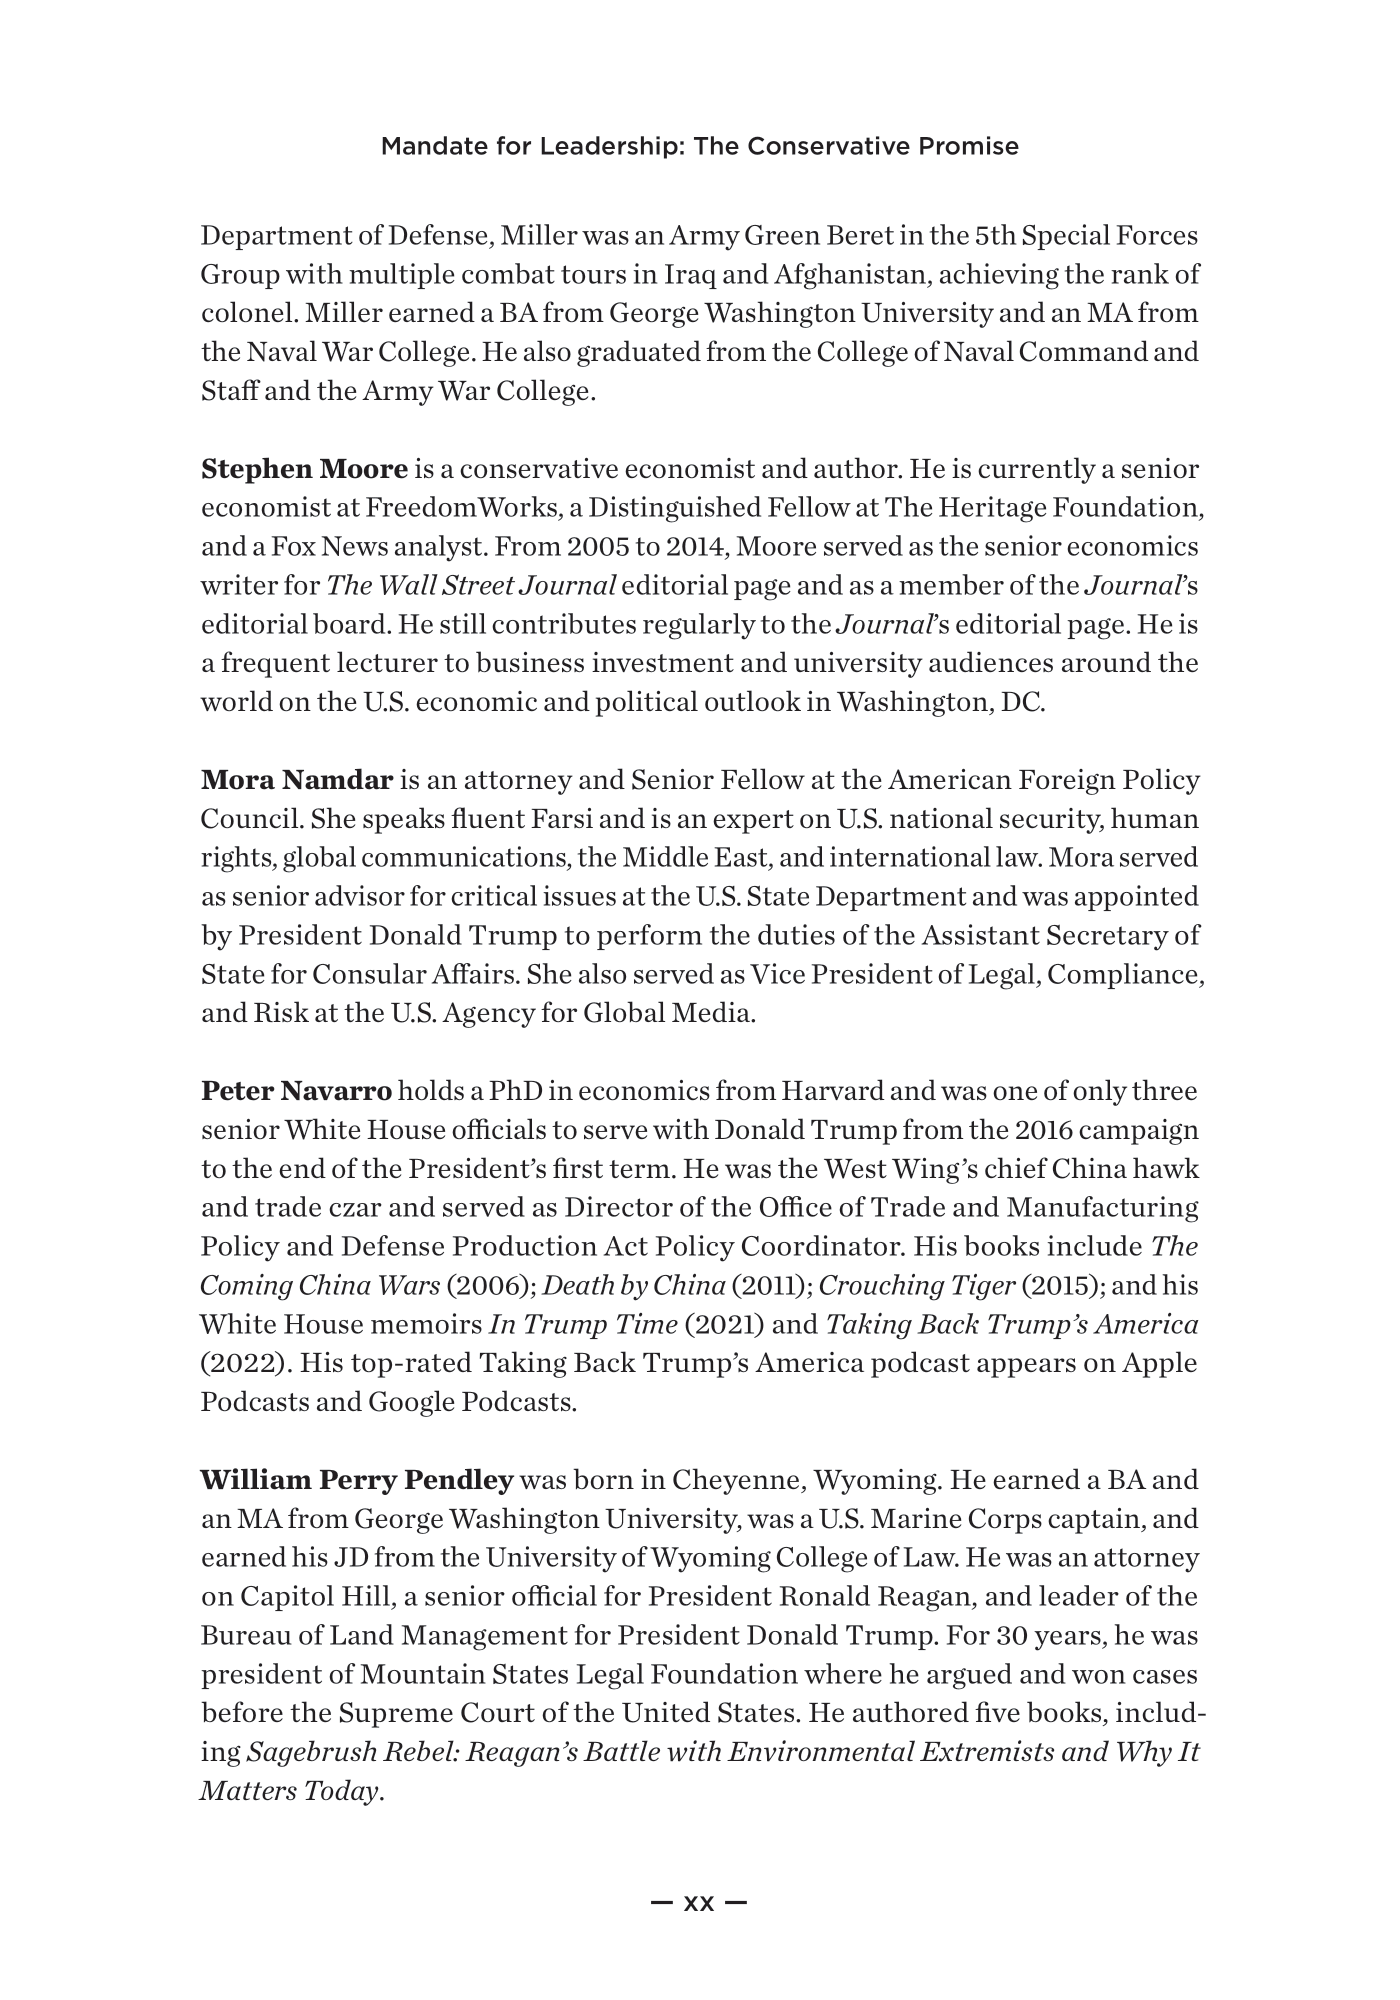 Mandate for Leadership: The Conservative Promise
Department of Defense, Miller was an Army Green Beret in the 5th Special Forces
Group with multiple combat tours in Iraq and Afghanistan, achieving the rank of
colonel. Miller earned a BA from George Washington University and an MA from
the Naval War College. He also graduated from the College of Naval Command and
Staff and the Army War College.
Stephen Moore is a conservative economist and author. He is currently a senior
economist at FreedomWorks, a Distinguished Fellow at The Heritage Foundation,
and a Fox News analyst. From 2005 to 2014, Moore served as the senior economics
writer for The Wall Street Journal editorial page and as a member of the Journal’s
editorial board. He still contributes regularly to the Journal’s editorial page. He is
a frequent lecturer to business investment and university audiences around the
world on the U.S. economic and political outlook in Washington, DC.
Mora Namdar is an attorney and Senior Fellow at the American Foreign Policy
Council. She speaks fluent Farsi and is an expert on U.S. national security, human
rights, global communications, the Middle East, and international law. Mora served
as senior advisor for critical issues at the U.S. State Department and was appointed
by President Donald Trump to perform the duties of the Assistant Secretary of
State for Consular Affairs. She also served as Vice President of Legal, Compliance,
and Risk at the U.S. Agency for Global Media.
Peter Navarro holds a PhD in economics from Harvard and was one of only three
senior White House officials to serve with Donald Trump from the 2016 campaign
to the end of the President’s first term. He was the West Wing’s chief China hawk
and trade czar and served as Director of the Office of Trade and Manufacturing
Policy and Defense Production Act Policy Coordinator. His books include The
Coming China Wars (2006); Death by China (2011); Crouching Tiger (2015); and his
White House memoirs In Trump Time (2021) and Taking Back Trump’s America
(2022). His top-rated Taking Back Trump’s America podcast appears on Apple
Podcasts and Google Podcasts.
William Perry Pendley was born in Cheyenne, Wyoming. He earned a BA and
an MA from George Washington University, was a U.S. Marine Corps captain, and
earned his JD from the University of Wyoming College of Law. He was an attorney
on Capitol Hill, a senior official for President Ronald Reagan, and leader of the
Bureau of Land Management for President Donald Trump. For 30 years, he was
president of Mountain States Legal Foundation where he argued and won cases
before the Supreme Court of the United States. He authored five books, includ-
ing Sagebrush Rebel: Reagan’s Battle with Environmental Extremists and Why It
Matters Today.
— xx —